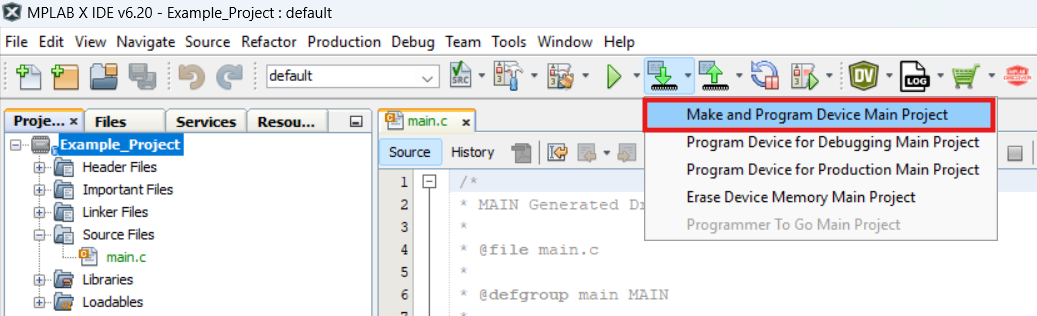 MPLAB X IDE v6.20 - Example_Project : default
File Edit View Navigate Source Refactor Production Debug Team Tools Window Help
default
SRC
DV
LOG
Proje... × Files Services Resou...
main.c ×
Make and Program Device Main Project
Program Device for Debugging Main Project
Program Device for Production Main Project
Erase Device Memory Main Project
Programmer To Go Main Project
Example_Project
Header Files
Important Files
Linker Files
Source Files
main.c
Libraries
Loadables
Source History
1 /*
2 * MAIN Generated Dr
3 *
4 * @file main.c
5 *
6 * @defgroup main MAIN